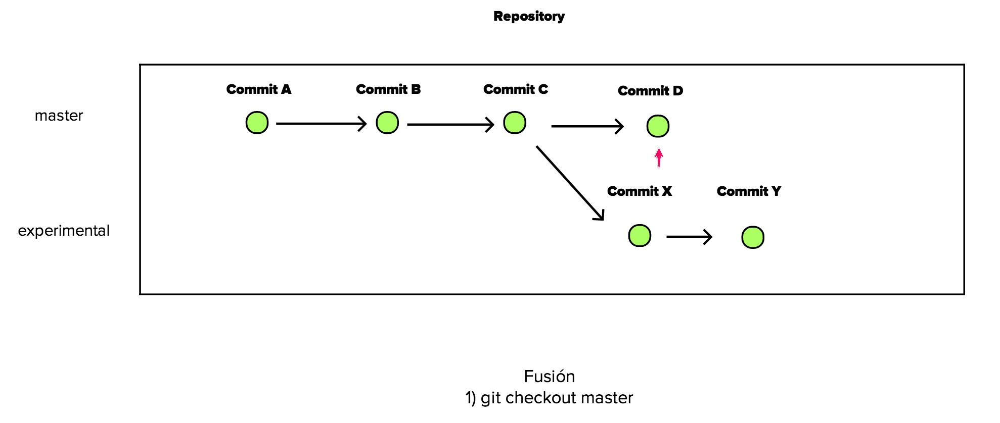 Repository
Commit A
Commit B
Commit C
Commit D
master
Commit X
Commit Y
experimental
Fusión
1) git checkout master